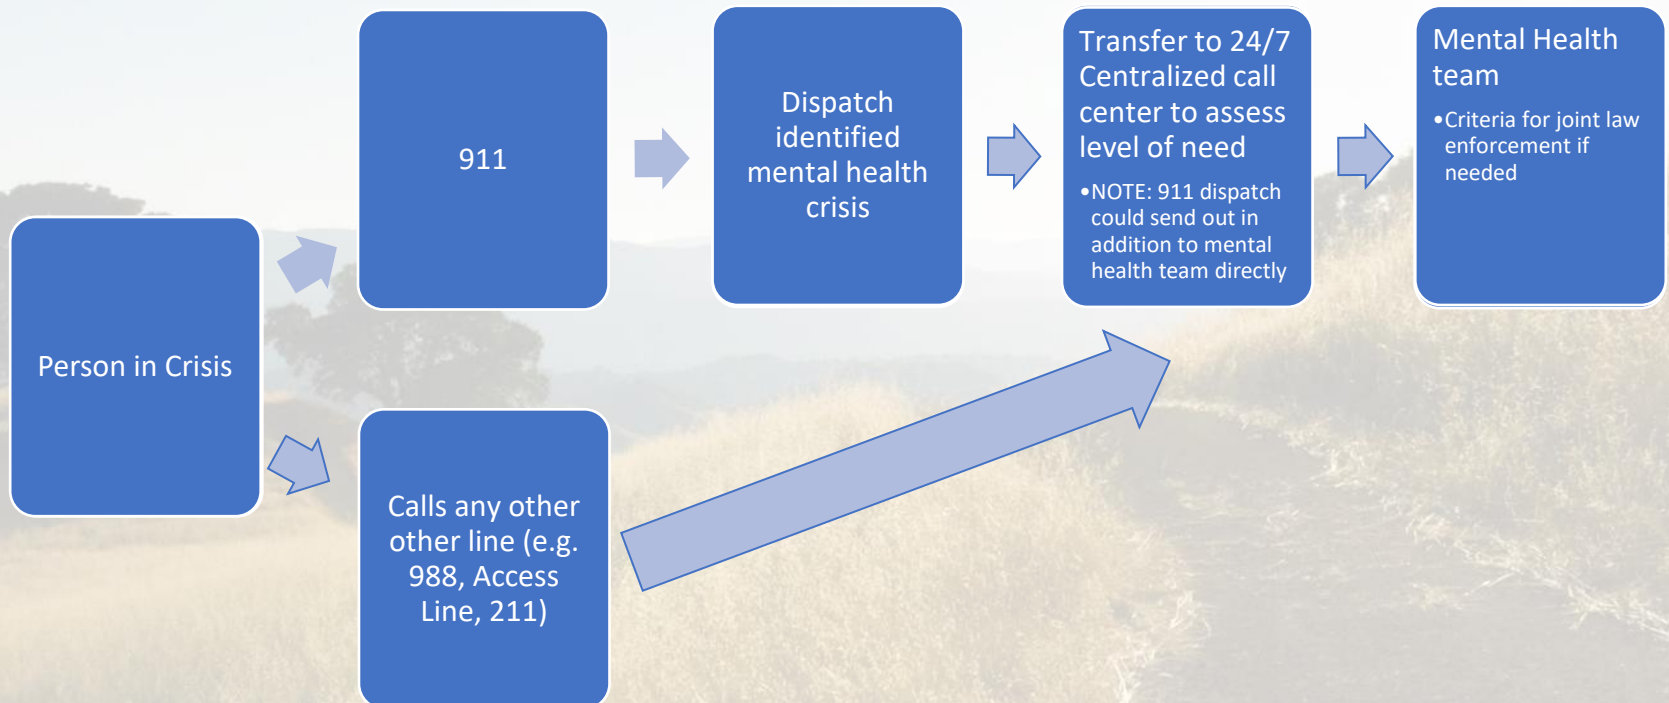 Person in Crisis
911
Dispatch
identified
mental health
crisis
Transfer to 24/7
Centralized call
center to assess
level of need
•NOTE: 911 dispatch
could send out in
addition to mental
health team directly
Mental Health
team
•Criteria for joint law
enforcement if
needed
Calls any other
other line (e.g.
988, Access
Line, 211)